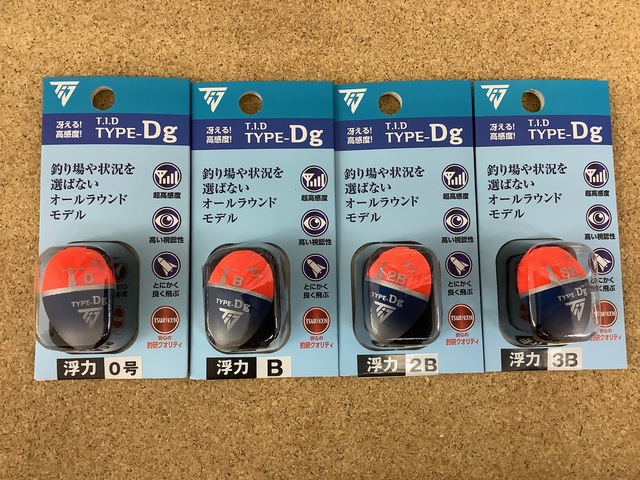 冴える!
高感度!
T.I.D
TYPE-Dg
釣り場や状況を
選ばない
オールラウンド
モデル
超高感度
高い視認性
とにかく
良く飛ぶ
TSURIKEN
安心の
釣研クオリティ
0
TYPE-Dg
浮力 0号
冴える!
高感度!
T.I.D
TYPE-Dg
釣り場や状況を
選ばない
オールラウンド
モデル
超高感度
高い視認性
とにかく
良く飛ぶ
TSURIKEN
安心の
釣研クオリティ
B
TYPE-Dg
浮力 B
冴える!
高感度!
T.I.D
TYPE-Dg
釣り場や状況を
選ばない
オールラウンド
モデル
超高感度
高い視認性
とにかく
良く飛ぶ
TSURIKEN
安心の
釣研クオリティ
2B
TYPE-Dg
浮力 2B
冴える!
高感度!
T.I.D
TYPE-Dg
釣り場や状況を
選ばない
オールラウンド
モデル
超高感度
高い視認性
とにかく
良く飛ぶ
TSURIKEN
安心の
釣研クオリティ
TYPE-Dg
浮力 3B